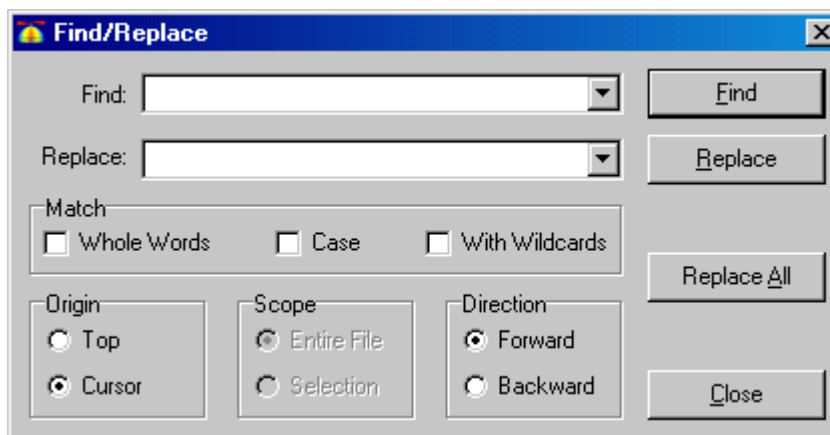 Find/Replace
Find:
Find
Replace:
Replace
Match
Whole Words
Case
With Wildcards
Replace All
Origin
Scope
Direction
Top
Entire File
Forward
Cursor
Selection
Backward
Close